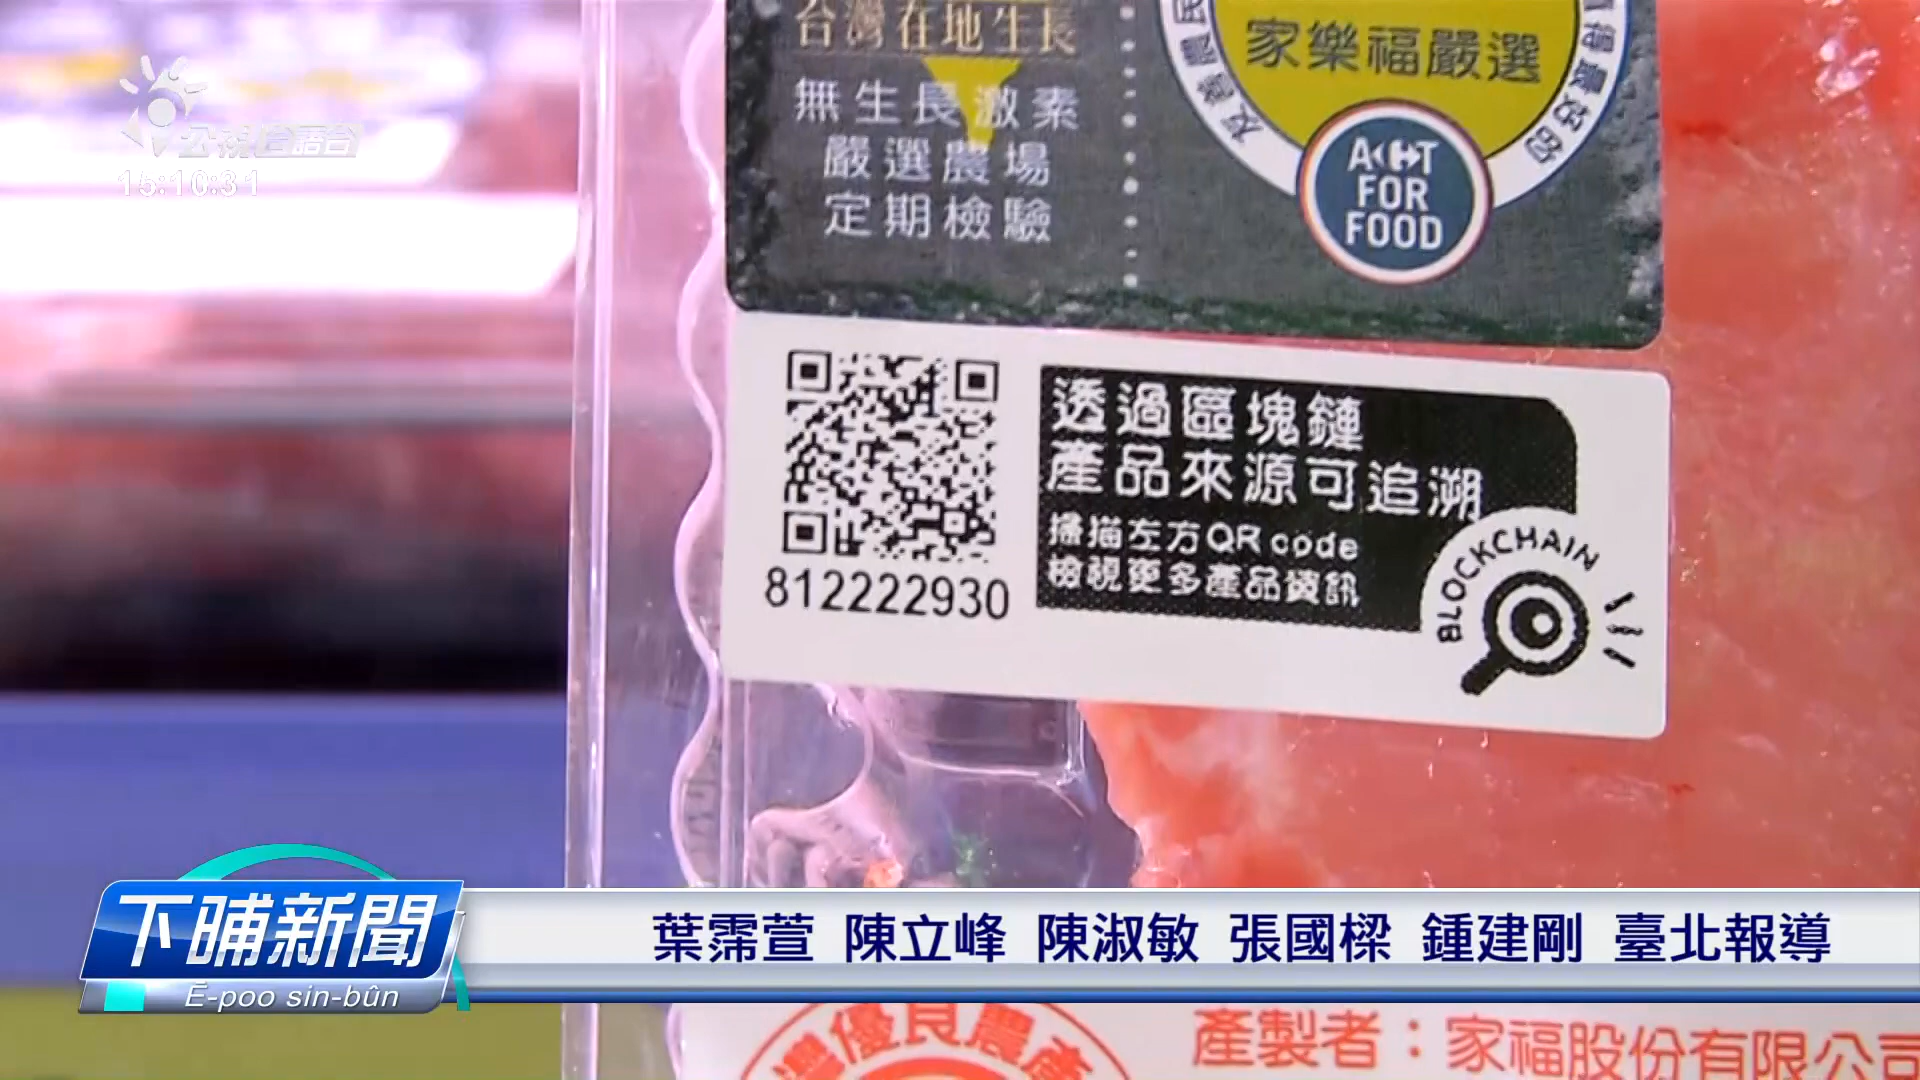 公視台語台
15:10:31
台灣在地生長
無生長激素
嚴選農場
定期檢驗
家樂福嚴選
ACT
FOR
FOOD
812222930
透過區塊鏈
產品來源可追溯
掃描左方QR code
檢視更多產品資訊
BLOCKCHAIN
下晡新聞
Ē-poo sin-bûn
葉霈萱 陳立峰 陳淑敏 張國樑 鍾建剛 臺北報導
灣優良農產
產製者：家福股份有限公司